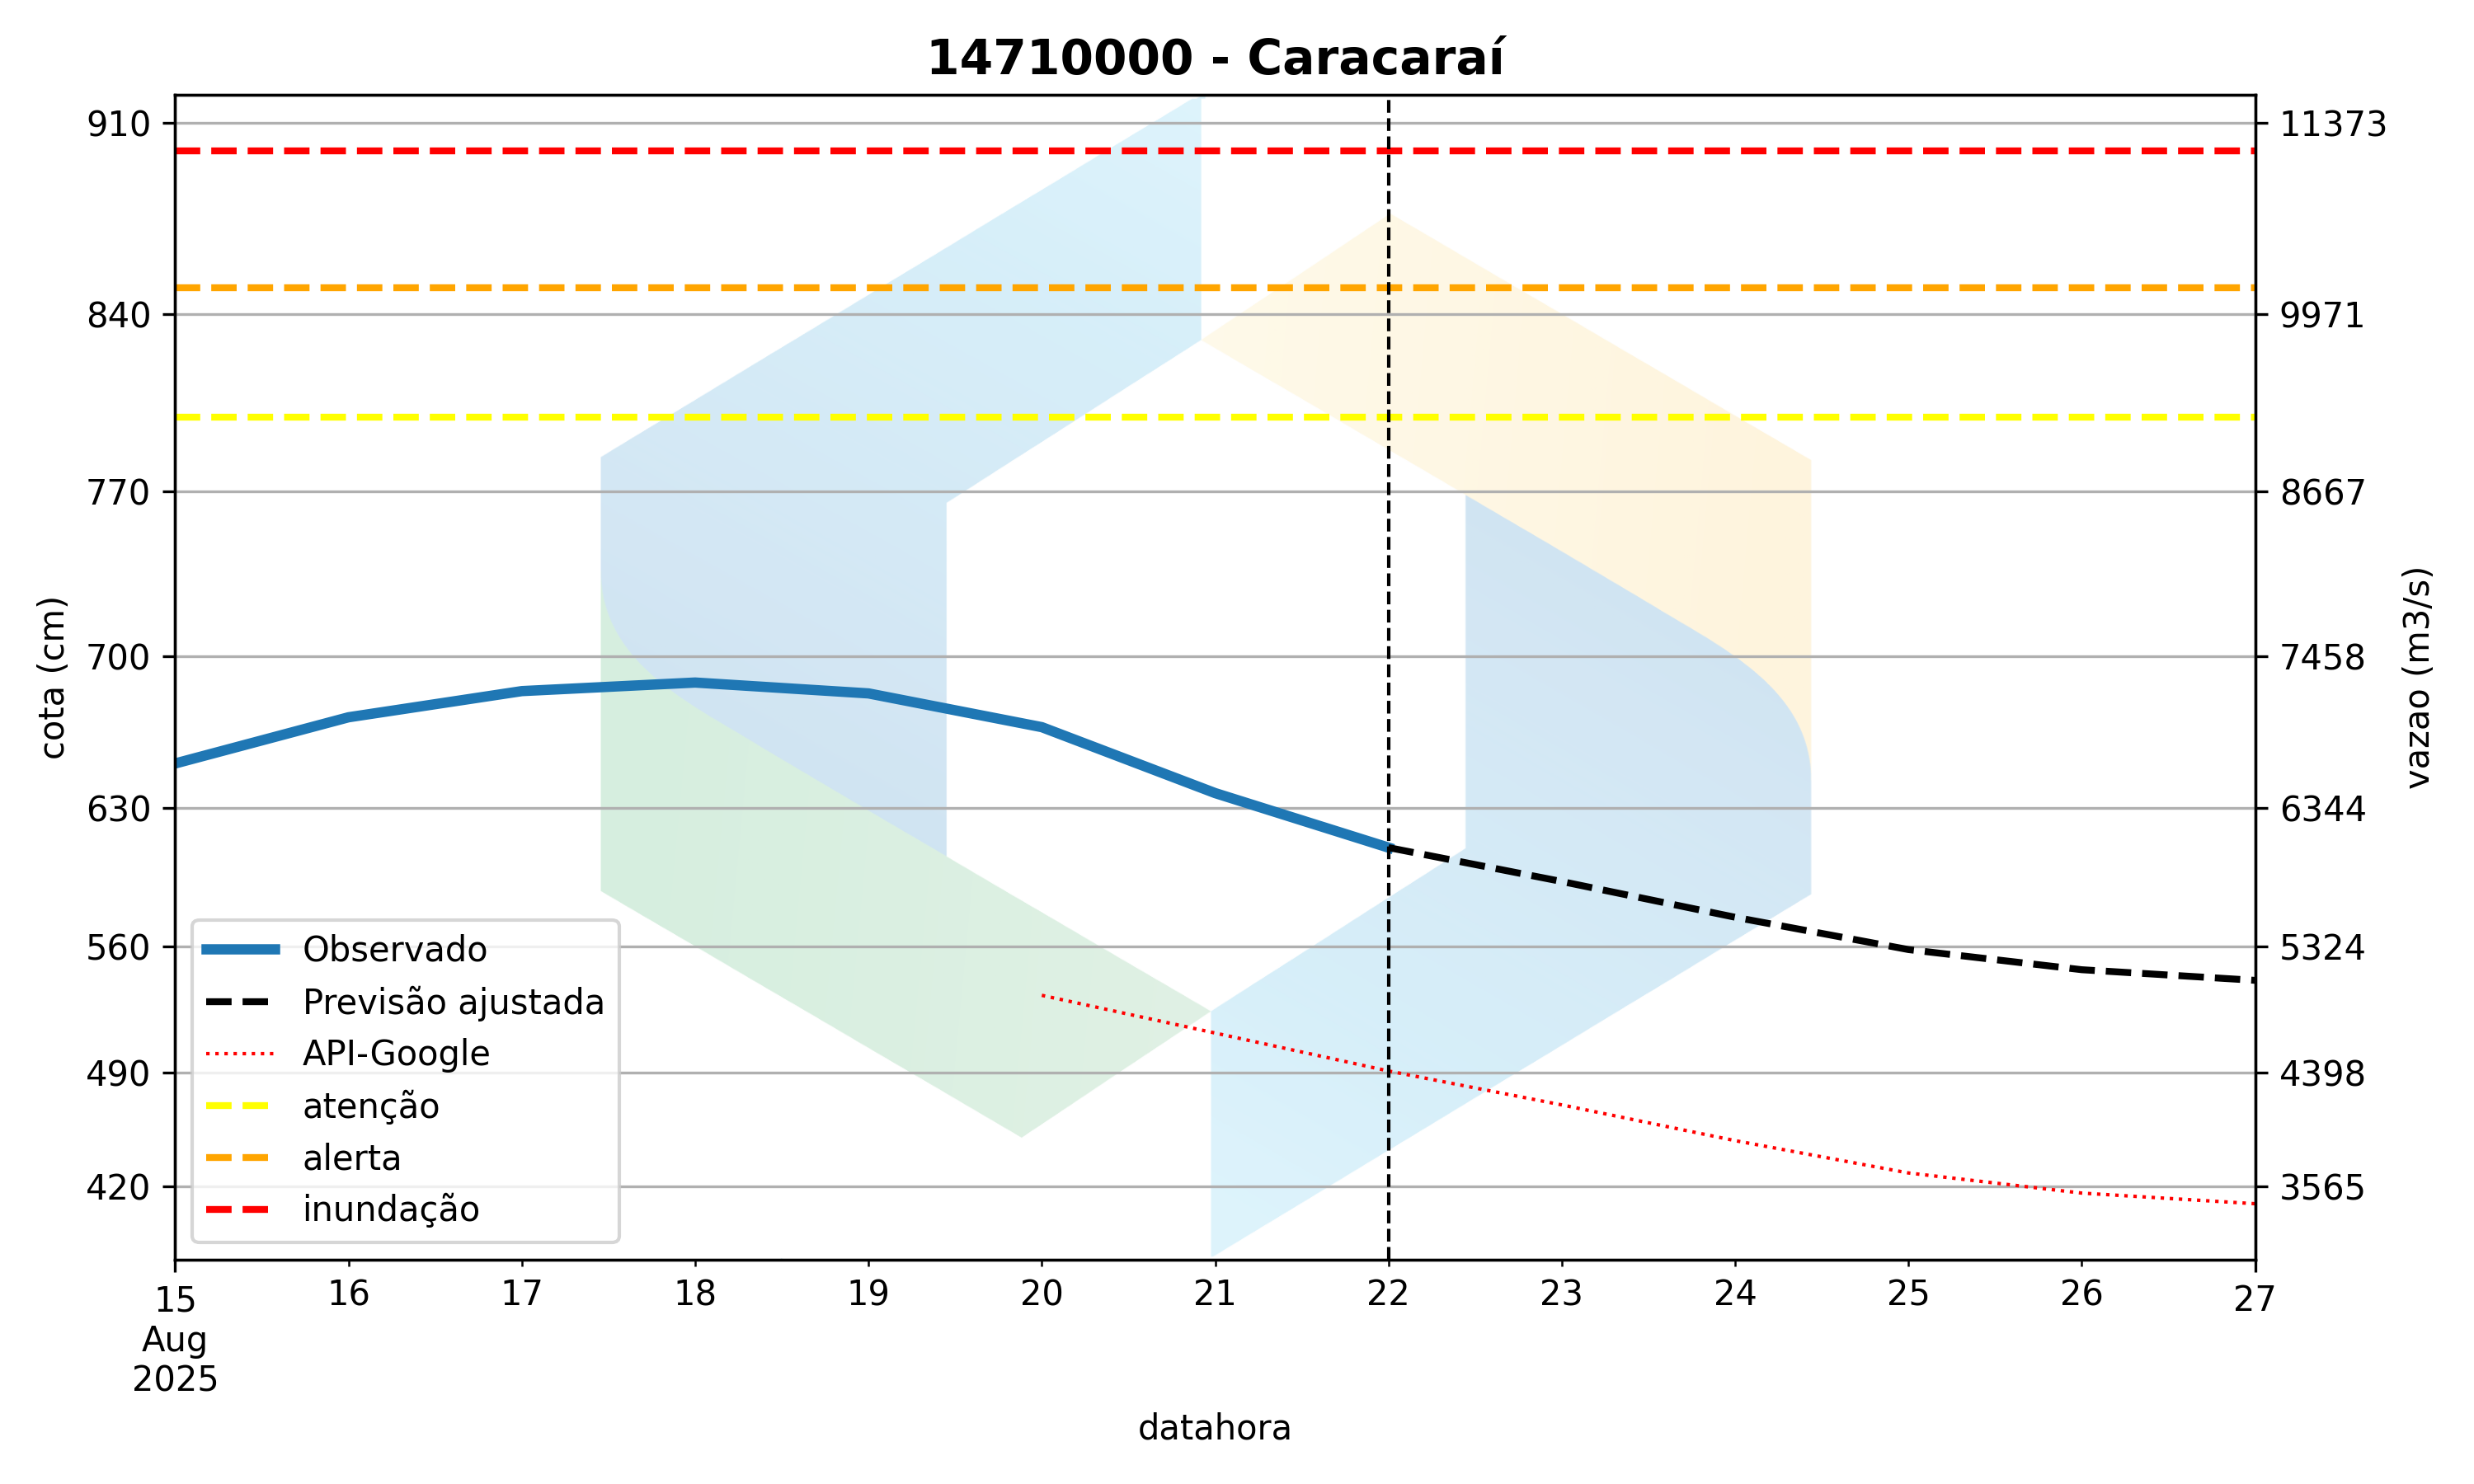 14710000 - Caracaraí
910
840
770
700
630
560
490
420
cota (cm)
11373
9971
8667
7458
6344
5324
4398
3565
vazao (m3/s)
Observado
Previsão ajustada
API-Google
atenção
alerta
inundação
15 16 17 18 19 20 21 22 23 24 25 26 27
Aug
2025
datahora